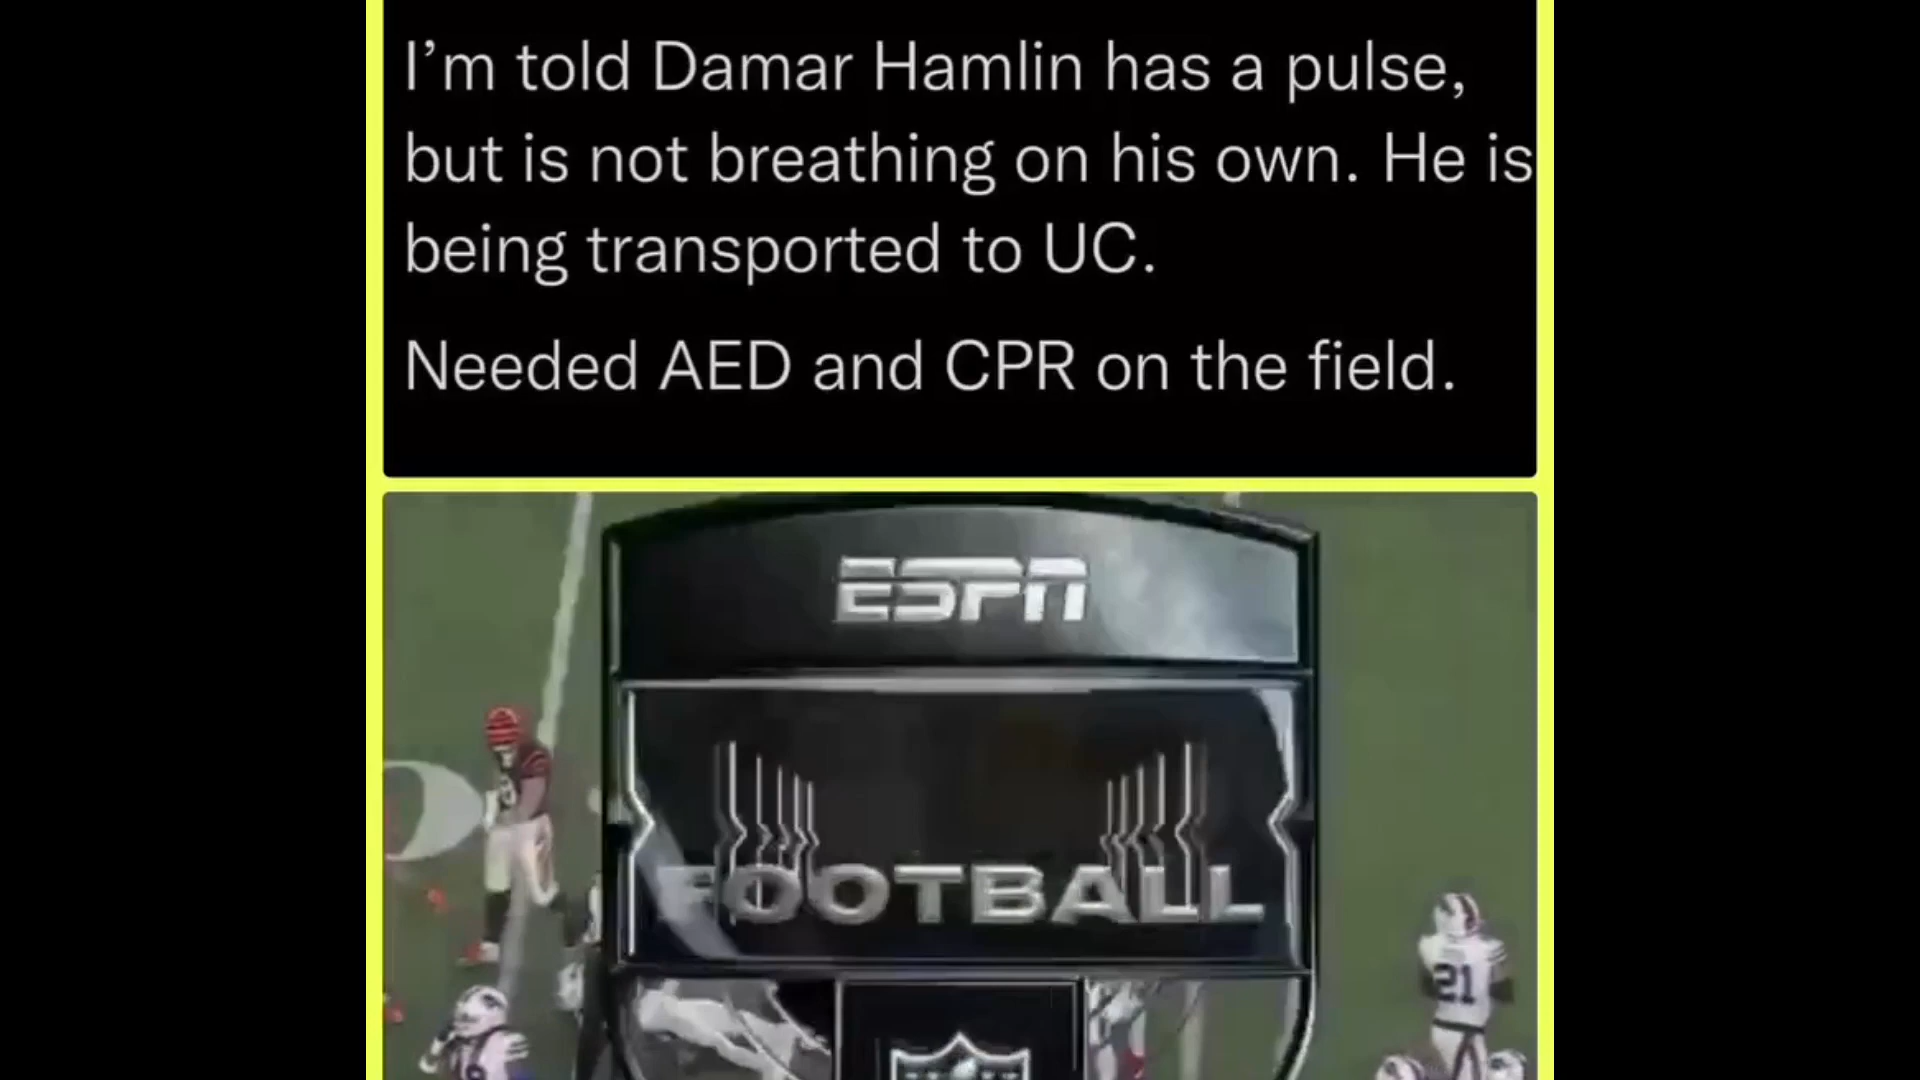 I’m told Damar Hamlin has a pulse,
but is not breathing on his own. He is
being transported to UC.
Needed AED and CPR on the field.
ESPN
FOOTBALL
21